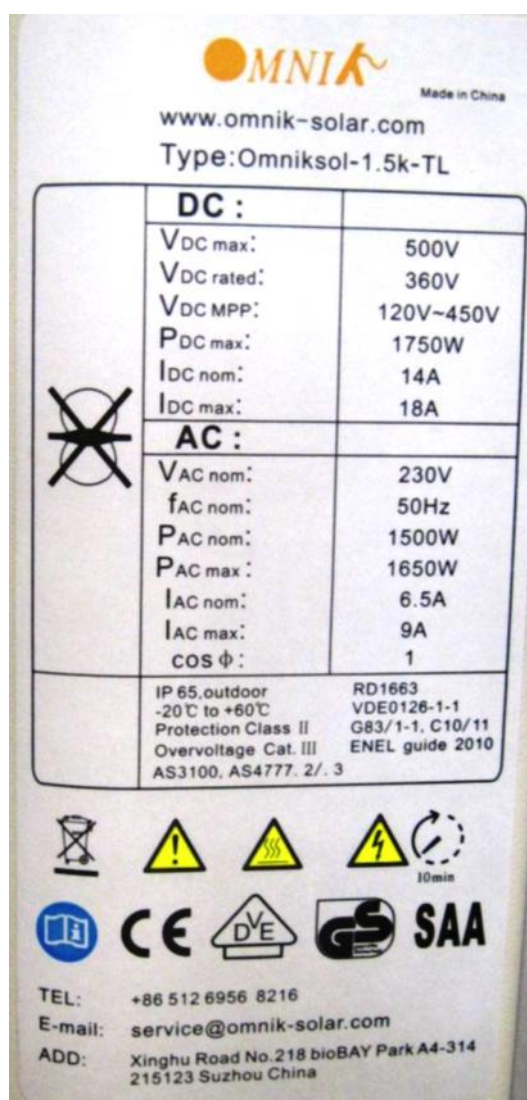 OMNIK
Made in China
www.omnik-solar.com
Type:Omniksol-1.5k-TL
DC :
VDC max: 500V
VDC rated: 360V
VDC MPP: 120V~450V
PDC max: 1750W
IDC nom: 14A
IDC max: 18A
AC :
VAC nom: 230V
fAC nom: 50Hz
PAC nom: 1500W
PAC max : 1650W
IAC nom: 6.5A
IAC max: 9A
cos ϕ : 1
IP 65,outdoor RD1663
-20℃ to +60℃ VDE0126-1-1
Protection Class Ⅱ G83/1-1, C10/11
Overvoltage Cat. Ⅲ ENEL guide 2010
AS3100, AS4777. 2/. 3
10min
CE DVE GS SAA
TEL: +86 512 6956 8216
E-mail: service@omnik-solar.com
ADD: Xinghu Road No.218 bioBAY Park A4-314
215123 Suzhou China